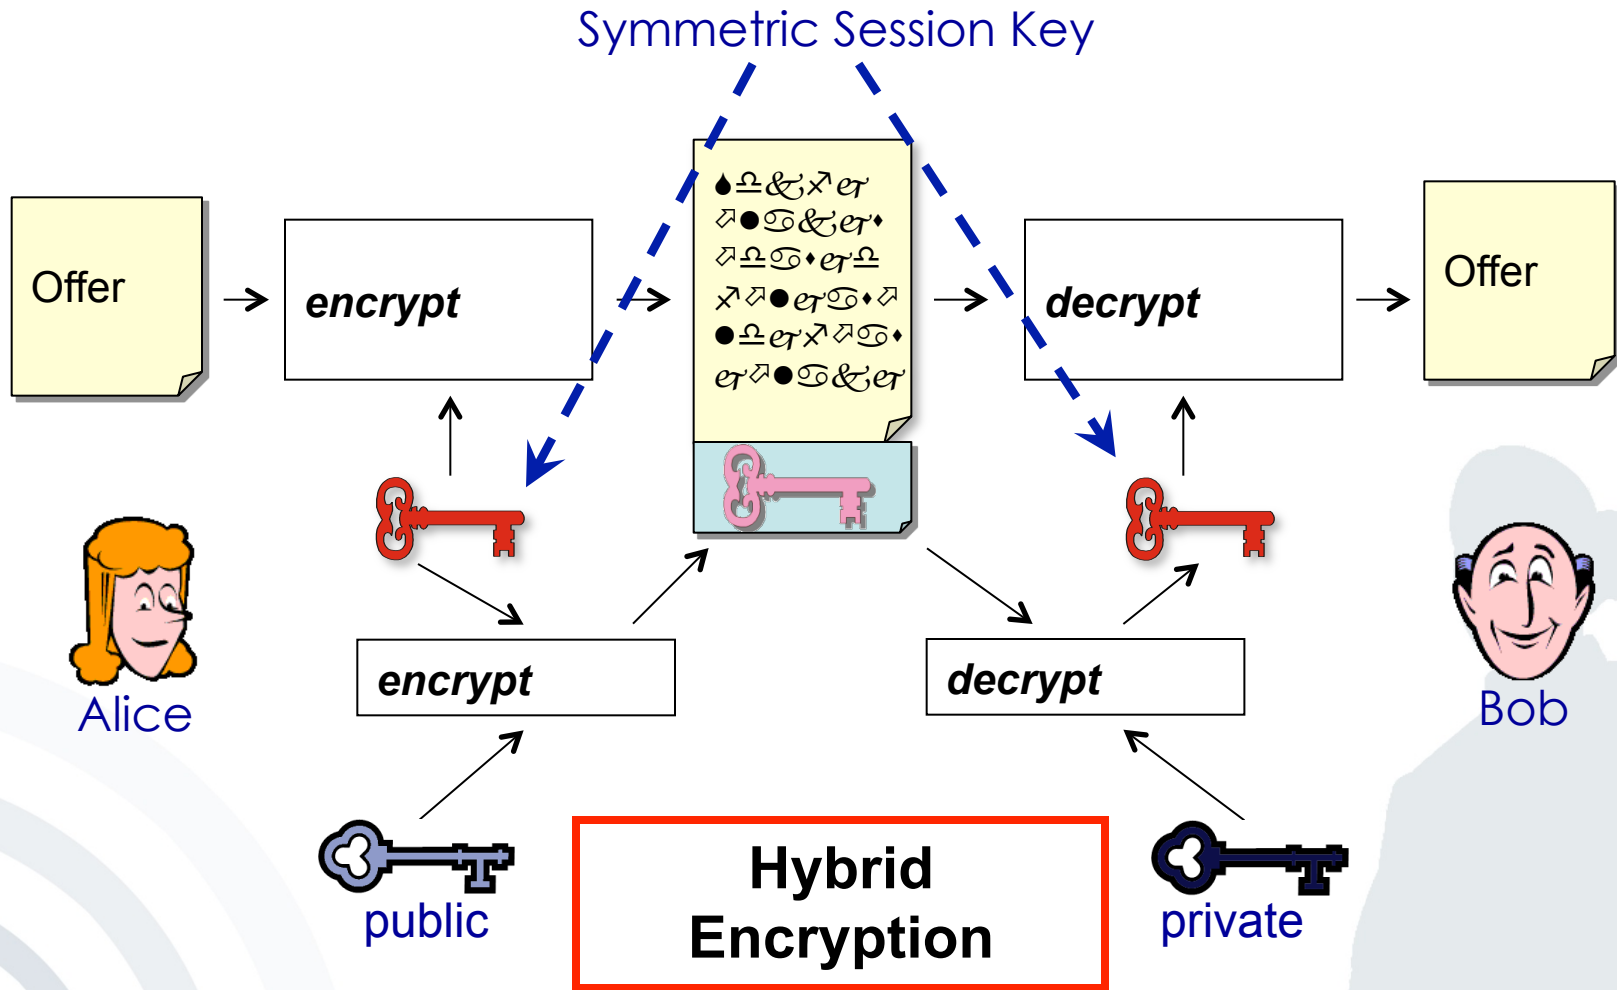 Symmetric Session Key
Offer
encrypt
decrypt
Offer
encrypt
decrypt
Alice
Bob
public
Hybrid
Encryption
private